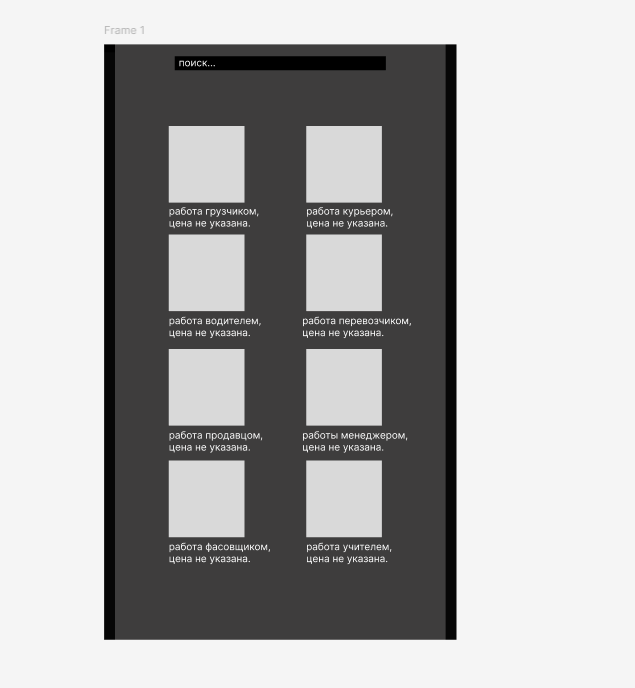 Frame 1
поиск...
работа грузчиком,
цена не указана.
работа курьером,
цена не указана.
работа водителем,
цена не указана.
работа перевозчиком,
цена не указана.
работа продавцом,
цена не указана.
работы менеджером,
цена не указана.
работа фасовщиком,
цена не указана.
работа учителем,
цена не указана.